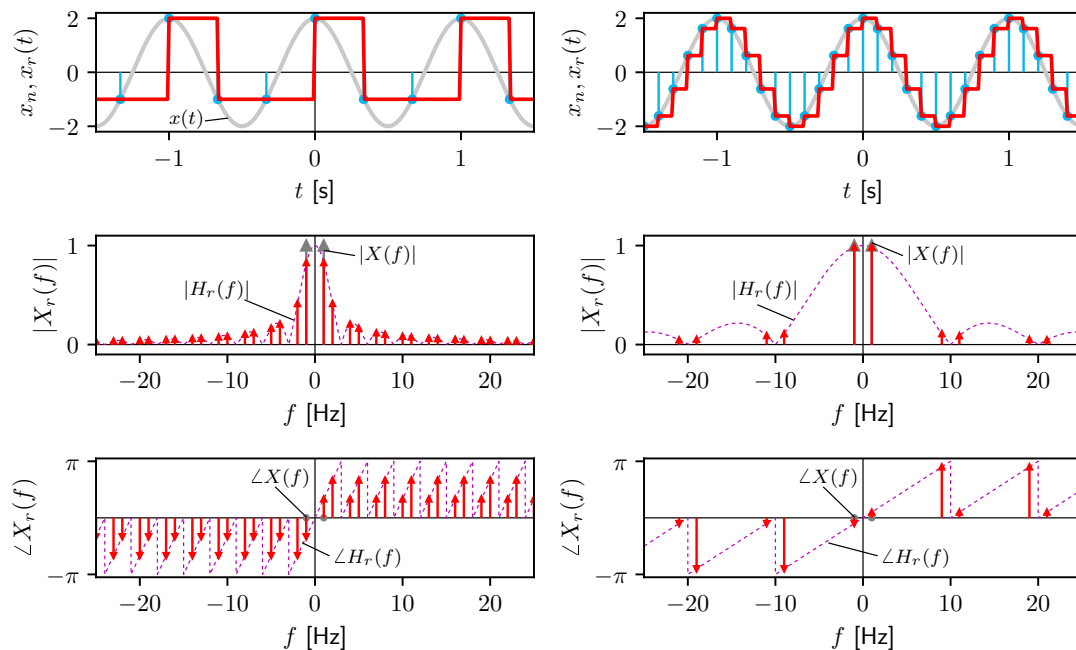 2
0
−2
x_n, x_r(t)
x(t)
−1
0
1
t [s]
2
0
−2
x_n, x_r(t)
−1
0
1
t [s]
1
0
|X_r(f)|
|X(f)|
|H_r(f)|
−20
−10
0
10
20
f [Hz]
1
0
|X_r(f)|
|X(f)|
|H_r(f)|
−20
−10
0
10
20
f [Hz]
π
−π
∠X_r(f)
∠X(f)
∠H_r(f)
−20
−10
0
10
20
f [Hz]
π
−π
∠X_r(f)
∠X(f)
∠H_r(f)
−20
−10
0
10
20
f [Hz]